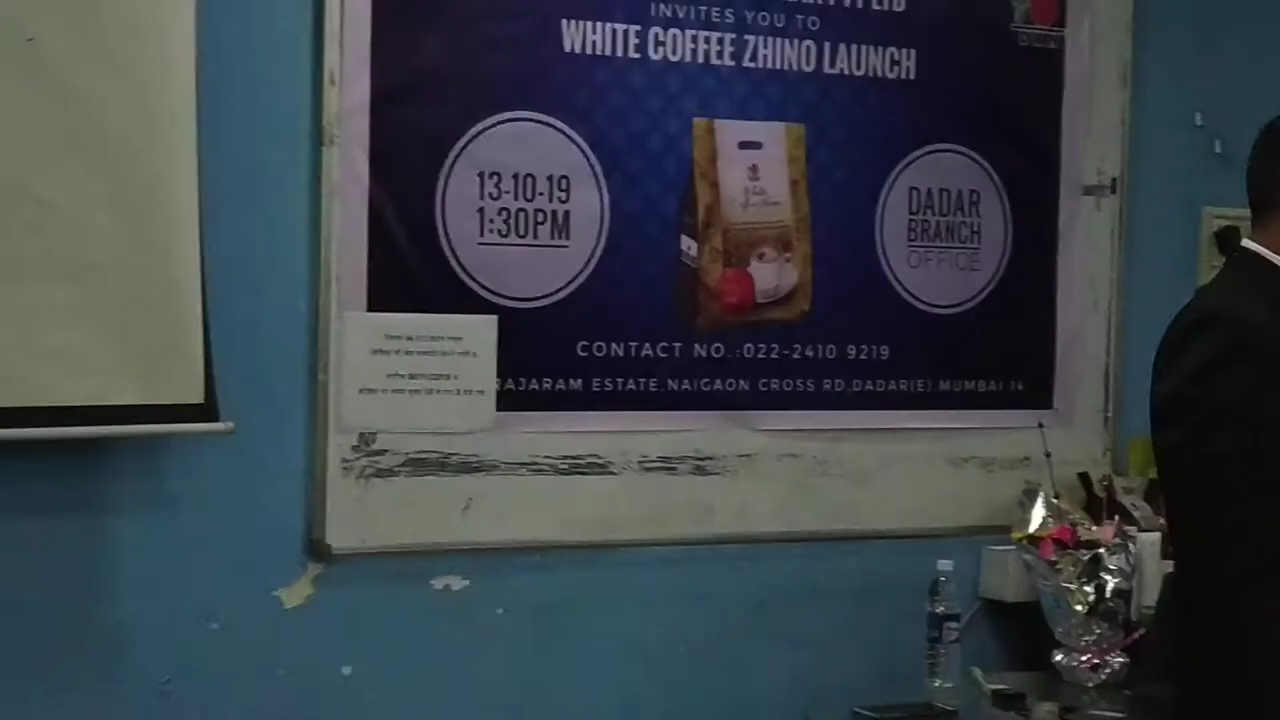 INVITES YOU TO
WHITE COFFEE ZHINO LAUNCH
13-10-19
1:30PM
DADAR
BRANCH
OFFICE
CONTACT NO.:022-2410 9219
RAJARAM ESTATE,NAIGAON CROSS RD,DADAR(E),MUMBAI 14